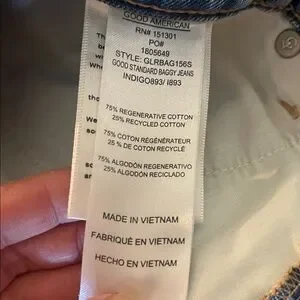 GOOD AMERICAN
RN# 151301
PO#
1805649
STYLE: GLRBAG156S
GOOD STANDARD BAGGY JEANS
INDIGO893/ I893
75% REGENERATIVE COTTON
25% RECYCLED COTTON
75% COTON RÉGÉNÉRATEUR
25 % DE COTON RECYCLÉ
75% ALGODÓN REGENERATIVO
25% ALGODÓN RECICLADO
MADE IN VIETNAM
FABRIQUÉ EN VIETNAM
HECHO EN VIETNAM